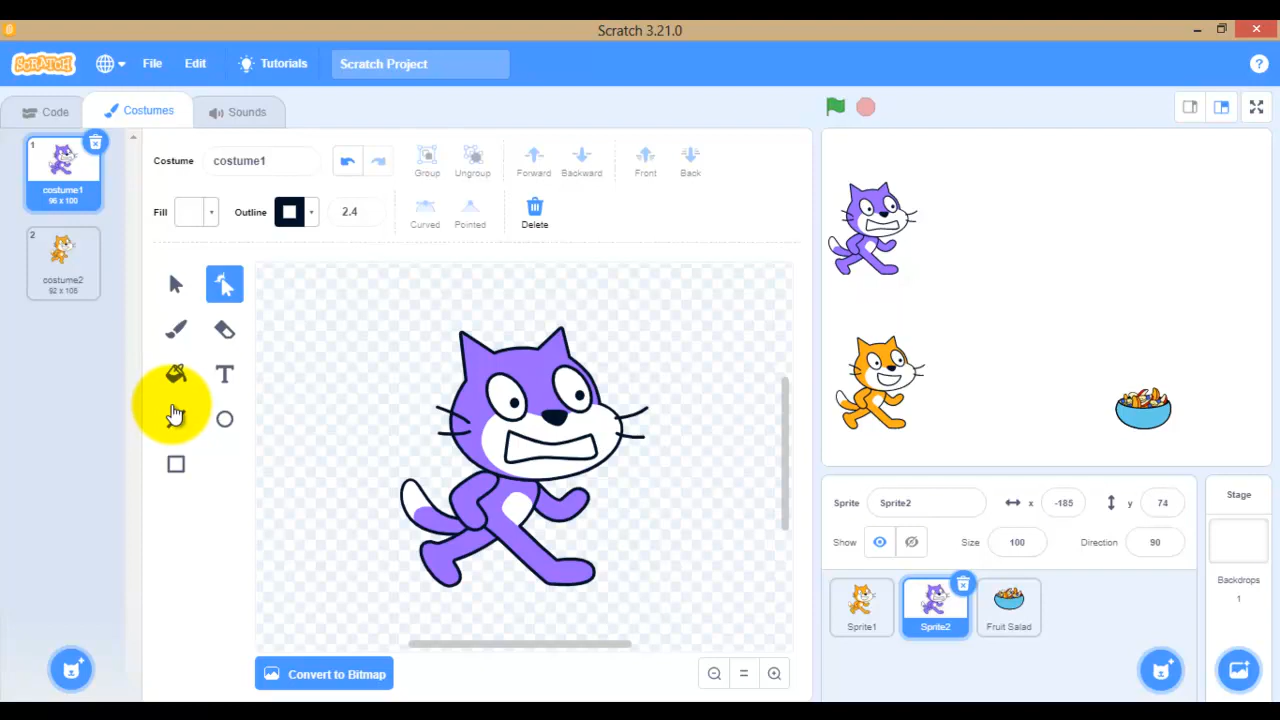 Scratch 3.21.0
SCRATCH File Edit Tutorials Scratch Project ?
Code Costumes Sounds
1
costume1
96 x 100
2
costume2
92 x 105
Costume costume1 Group Ungroup Forward Backward Front Back
Fill Outline 2.4 Curved Pointed Delete
T
Convert to Bitmap
Sprite Sprite2 x -185 y 74
Show Size 100 Direction 90
Sprite1 Sprite2 Fruit Salad
Stage
Backdrops
1